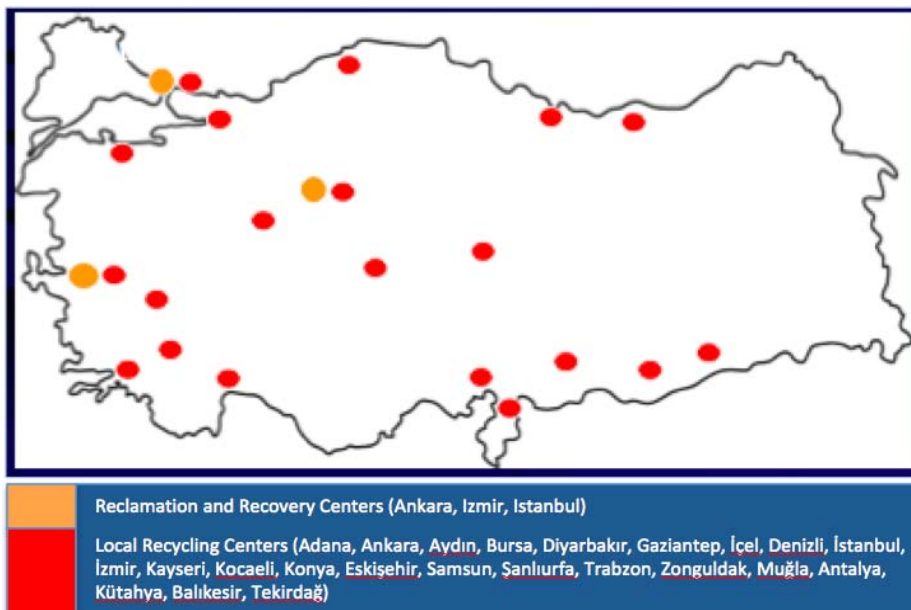 Reclamation and Recovery Centers (Ankara, Izmir, Istanbul)
Local Recycling Centers (Adana, Ankara, Aydın, Bursa, Diyarbakır, Gaziantep, İçel, Denizli, İstanbul,
İzmir, Kayseri, Kocaeli, Konya, Eskişehir, Samsun, Şanlıurfa, Trabzon, Zonguldak, Muğla, Antalya,
Kütahya, Balıkesir, Tekirdağ)